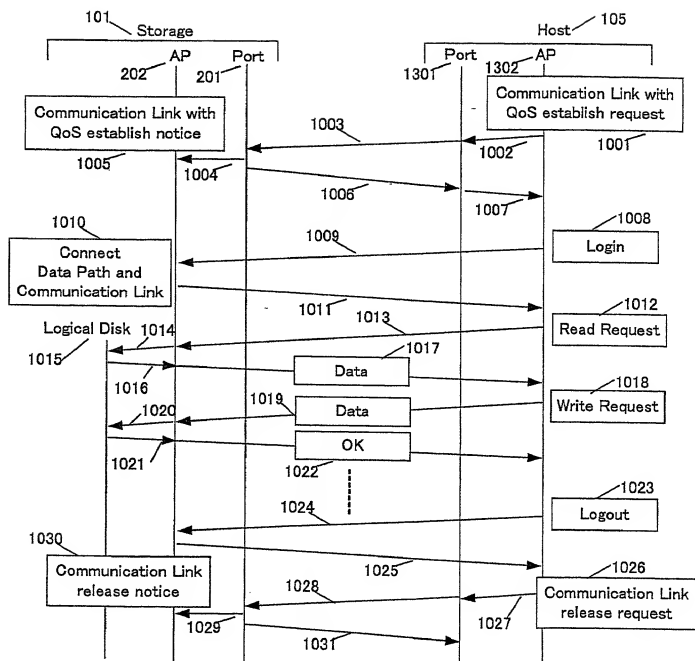 101
Storage
Host
105
AP
Port
Port
AP
202
201
1301
1302
Communication Link with
QoS establish notice
Communication Link with
QoS establish request
1003
1002
1001
1005
1004
1006
1007
1010
1009
1008
Connect
Data Path and
Communication Link
Login
1011
1012
Logical Disk
1014
1013
Read Request
1015
1017
1016
Data
1018
1020
1019
Data
Write Request
1021
OK
1022
1023
1024
Logout
1030
1025
1026
Communication Link
release notice
1028
1027
Communication Link
release request
1029
1031